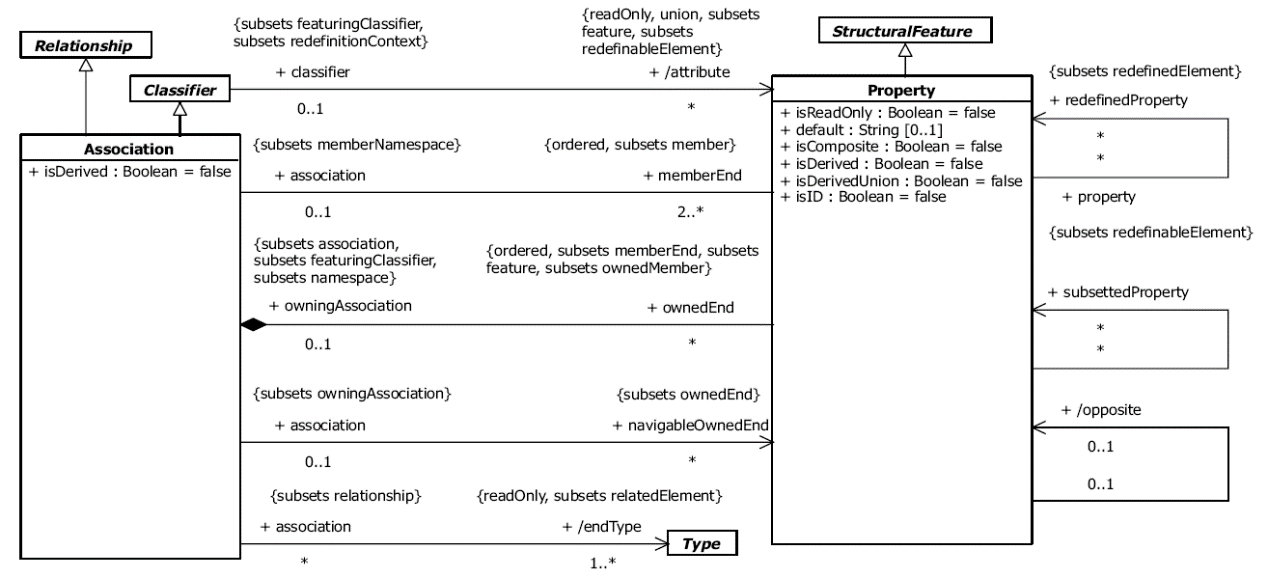 {subsets featuringClassifier,
subsets redefinitionContext}
{readOnly, union, subsets
feature, subsets
redefinableElement}
Relationship
StructuralFeature
+ classifier
+ /attribute
{subsets redefinedElement}
Classifier
Property
+ redefinedProperty
0..1
*
+ isReadOnly : Boolean = false
+ default : String [0..1]
+ isComposite : Boolean = false
+ isDerived : Boolean = false
+ isDerivedUnion : Boolean = false
+ isID : Boolean = false
*
*
Association
+ isDerived : Boolean = false
{subsets memberNamespace}
{ordered, subsets member}
+ association
+ memberEnd
+ property
0..1
2..*
{subsets redefinableElement}
{subsets association,
subsets featuringClassifier,
subsets namespace}
{ordered, subsets memberEnd, subsets
feature, subsets ownedMember}
+ subsettedProperty
+ owningAssociation
+ ownedEnd
*
*
0..1
*
{subsets owningAssociation}
{subsets ownedEnd}
+ /opposite
+ association
+ navigableOwnedEnd
0..1
0..1
*
0..1
{subsets relationship}
{readOnly, subsets relatedElement}
+ association
+ /endType
Type
*
1..*